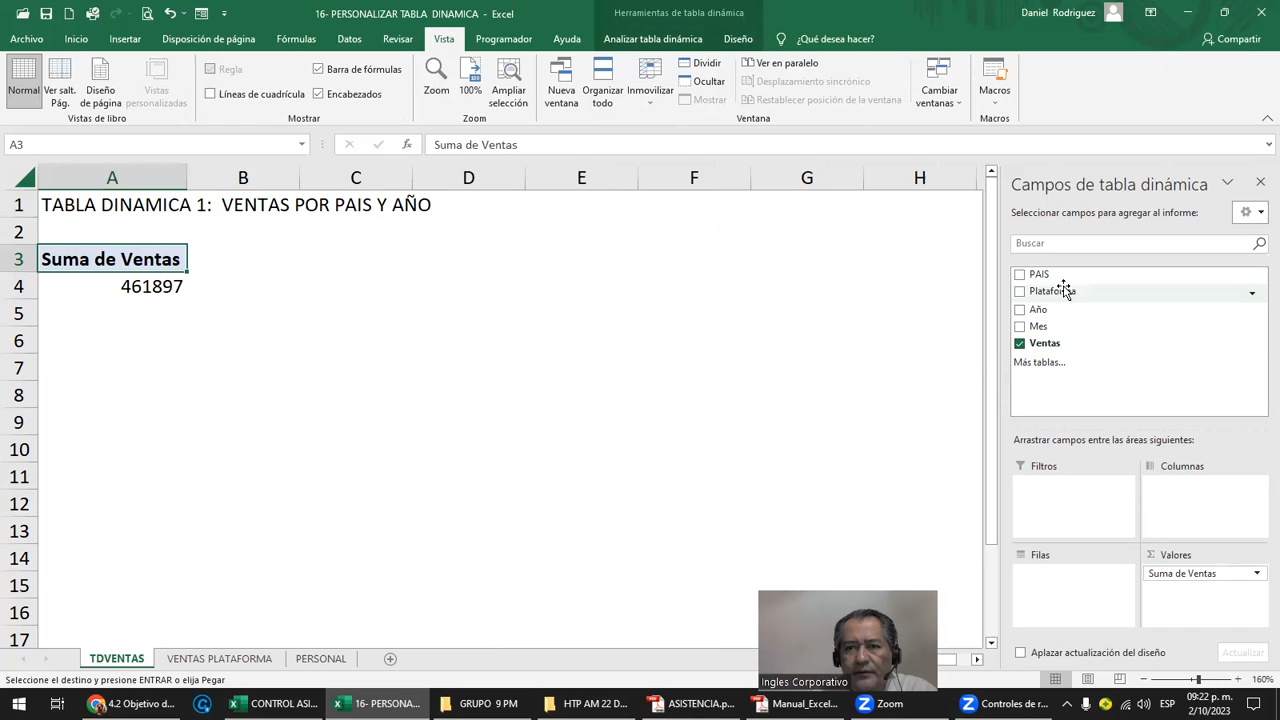 16- PERSONALIZAR TABLA DINAMICA - Excel
Herramientas de tabla dinámica
Daniel Rodriguez
Archivo Inicio Insertar Disposición de página Fórmulas Datos Revisar Vista Programador Ayuda Analizar tabla dinámica Diseño ¿Qué desea hacer? Compartir
Normal
Ver salt. Pág.
Diseño de página
Vistas personalizadas
Vistas de libro
Regla
Barra de fórmulas
Líneas de cuadrícula
Encabezados
Mostrar
Zoom
100%
Ampliar selección
Zoom
Nueva ventana
Organizar todo
Inmovilizar
Dividir
Ocultar
Mostrar
Ver en paralelo
Desplazamiento sincrónico
Restablecer posición de la ventana
Ventana
Cambiar ventanas
Macros
Macros
A3
fx
Suma de Ventas
A B C D E F G H
1 TABLA DINAMICA 1: VENTAS POR PAIS Y AÑO
2
3 Suma de Ventas
4 461897
5
6
7
8
9
10
11
12
13
14
15
16
17
Campos de tabla dinámica
Seleccionar campos para agregar al informe:
Buscar
PAIS
Plataforma
Año
Mes
Ventas
Más tablas...
Arrastrar campos entre las áreas siguientes:
Filtros
Columnas
Filas
Σ Valores
Suma de Ventas
Aplazar actualización del diseño
Actualizar
Ingles Corporativo
TDVENTAS VENTAS PLATAFORMA PERSONAL
Seleccione el destino y presione ENTRAR o elija Pegar
160%
4.2 Objetivo d...
CONTROL ASI...
16- PERSONA...
GRUPO 9 PM
HTP AM 22 D...
ASISTENCIA.p...
Manual_Excel...
Zoom
Controles de r...
ESP
09:22 p. m.
2/10/2023